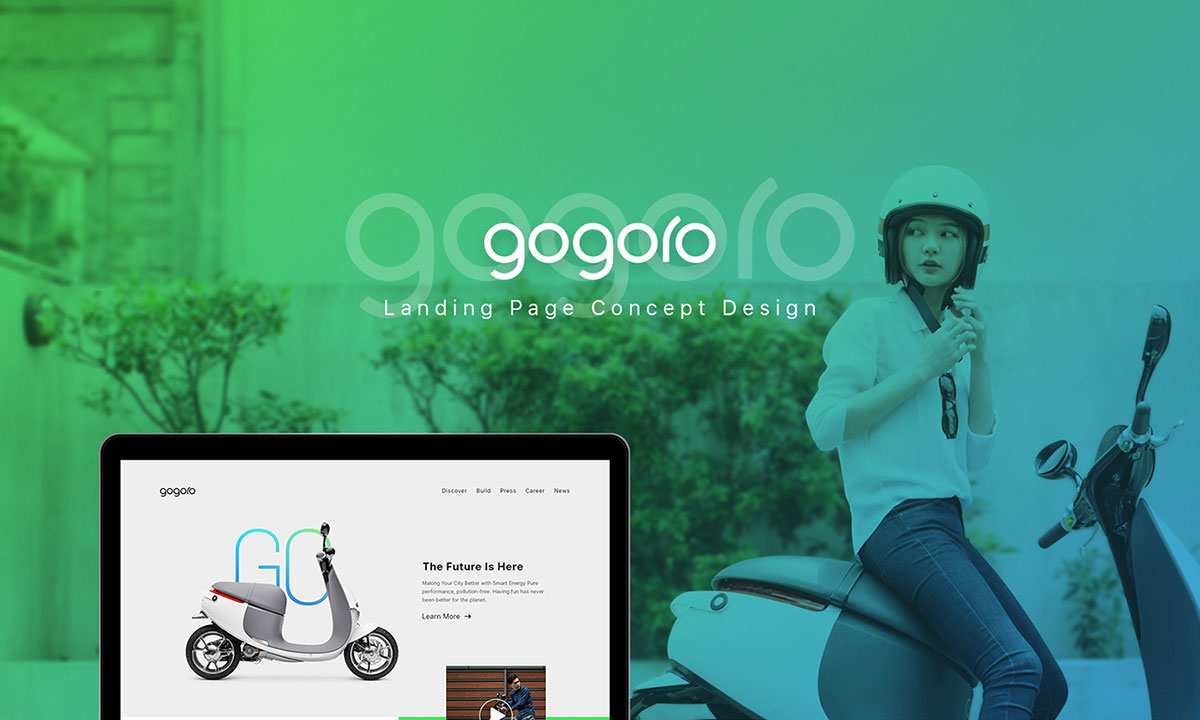 gogoro
gogoro
Landing Page Concept Design
gogoro
Discover Build Press Career News
GO
The Future Is Here
Making Your City Better with Smart Energy Pure
performance, pollution-free. Having fun has never
been better for the planet.
Learn More →